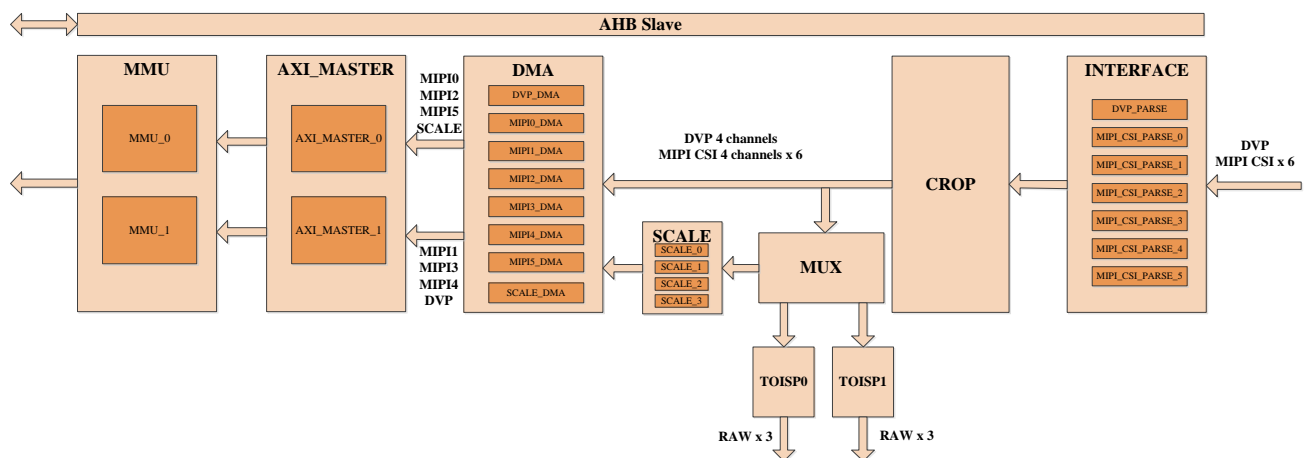 AHB Slave
MMU
MMU_0
MMU_1
AXI_MASTER
AXI_MASTER_0
AXI_MASTER_1
MIPI0
MIPI2
MIPI5
SCALE
MIPI1
MIPI3
MIPI4
DVP
DMA
DVP_DMA
MIPI0_DMA
MIPI1_DMA
MIPI2_DMA
MIPI3_DMA
MIPI4_DMA
MIPI5_DMA
SCALE_DMA
DVP 4 channels
MIPI CSI 4 channels x 6
SCALE
SCALE_0
SCALE_1
SCALE_2
SCALE_3
MUX
TOISP0
TOISP1
RAW x 3
RAW x 3
CROP
INTERFACE
DVP_PARSE
MIPI_CSI_PARSE_0
MIPI_CSI_PARSE_1
MIPI_CSI_PARSE_2
MIPI_CSI_PARSE_3
MIPI_CSI_PARSE_4
MIPI_CSI_PARSE_5
DVP
MIPI CSI x 6